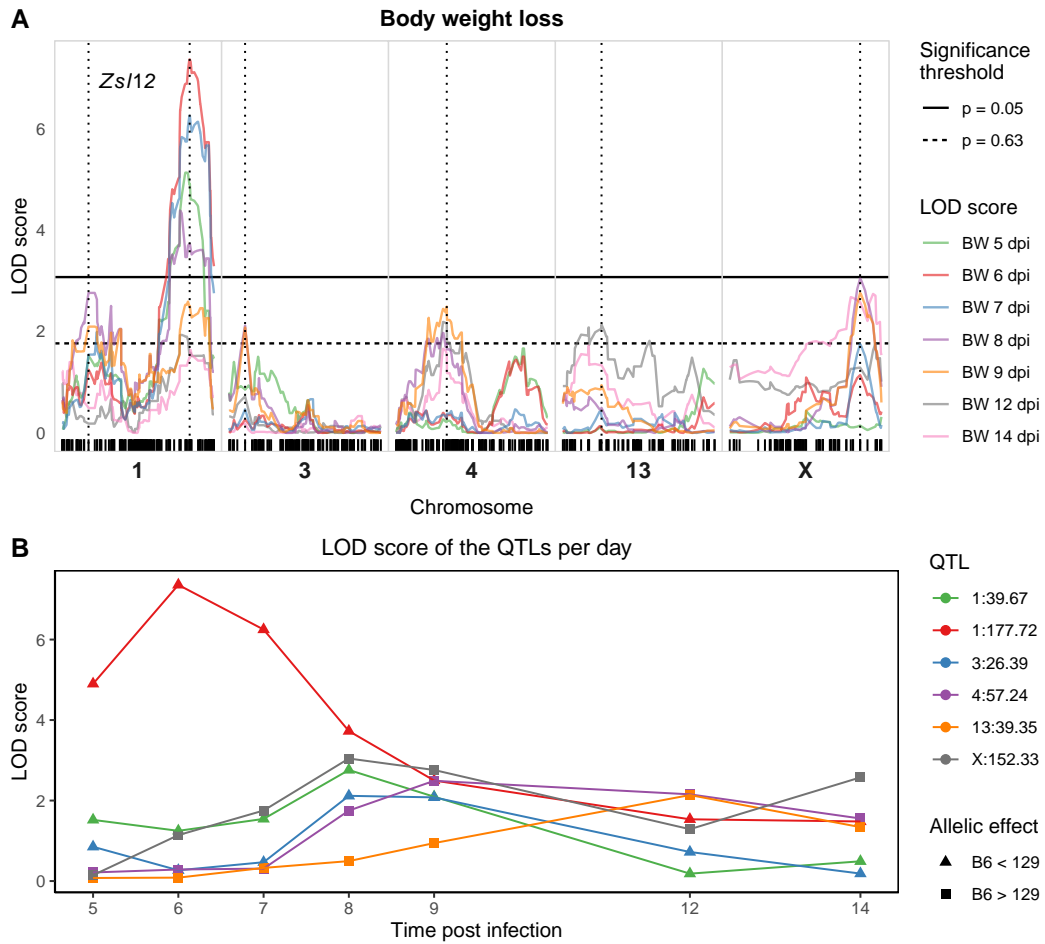 A
Body weight loss
Zsl12
LOD score
6
4
2
0
1
3
4
13
X
Chromosome
Significance
threshold
p = 0.05
p = 0.63
LOD score
BW 5 dpi
BW 6 dpi
BW 7 dpi
BW 8 dpi
BW 9 dpi
BW 12 dpi
BW 14 dpi
B
LOD score of the QTLs per day
LOD score
6
4
2
0
5
6
7
8
9
12
14
Time post infection
QTL
1:39.67
1:177.72
3:26.39
4:57.24
13:39.35
X:152.33
Allelic effect
B6 < 129
B6 > 129